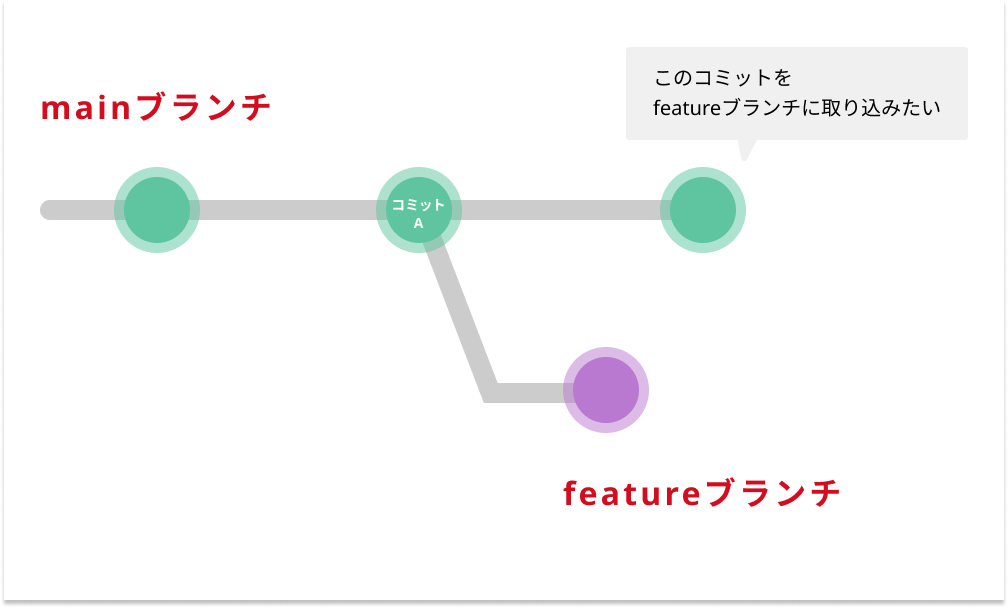 mainブランチ
このコミットを
featureブランチに取り込みたい
コミット
A
featureブランチ